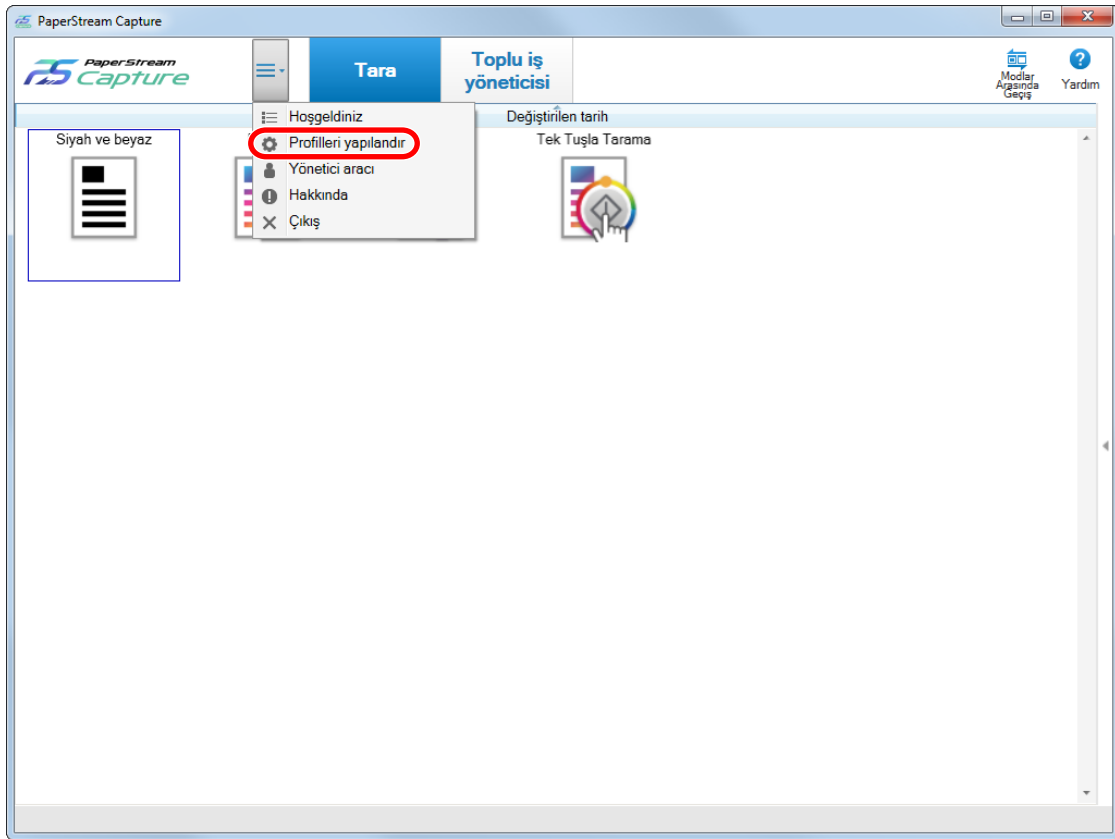 PaperStream Capture
PaperStream
Capture
Tara
Toplu iş
yöneticisi
Modlar
Arasında
Geçiş
Yardım
Değiştirilen tarih
Hoşgeldiniz
Profilleri yapılandır
Yönetici aracı
Hakkında
Çıkış
Siyah ve beyaz
Tek Tuşla Tarama